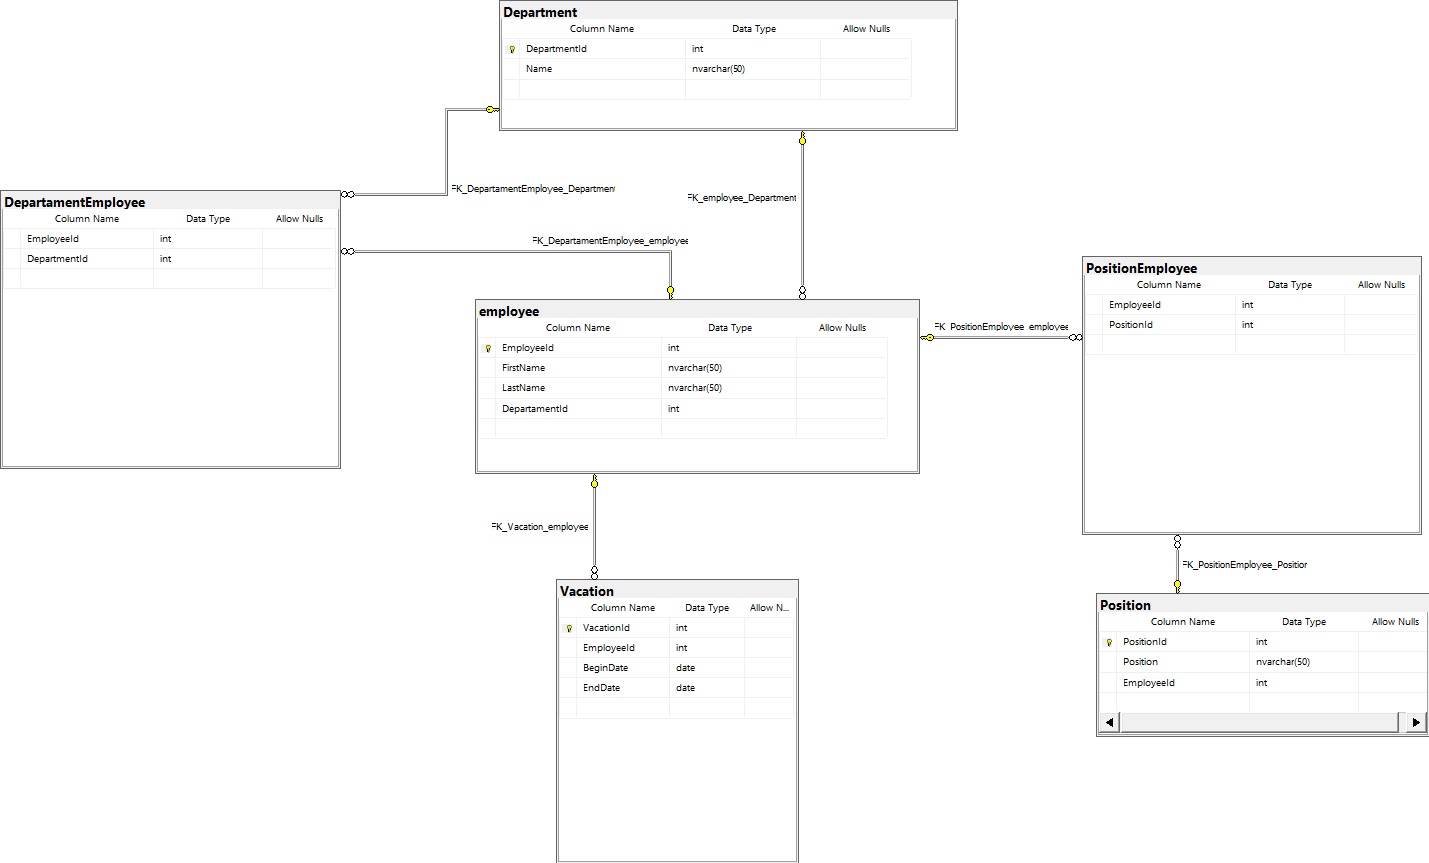 Department
Column Name Data Type Allow Nulls
DepartmentId int
Name nvarchar(50)
FK_DepartamentEmployee_Department
FK_employee_Department
DepartamentEmployee
Column Name Data Type Allow Nulls
EmployeeId int
DepartmentId int
FK_DepartamentEmployee_employee
employee
Column Name Data Type Allow Nulls
EmployeeId int
FirstName nvarchar(50)
LastName nvarchar(50)
DepartamentId int
FK_PositionEmployee_employee
PositionEmployee
Column Name Data Type Allow Nulls
EmployeeId int
PositionId int
FK_Vacation_employee
FK_PositionEmployee_Position
Vacation
Column Name Data Type Allow N...
VacationId int
EmployeeId int
BeginDate date
EndDate date
Position
Column Name Data Type Allow Nulls
PositionId int
Position nvarchar(50)
EmployeeId int